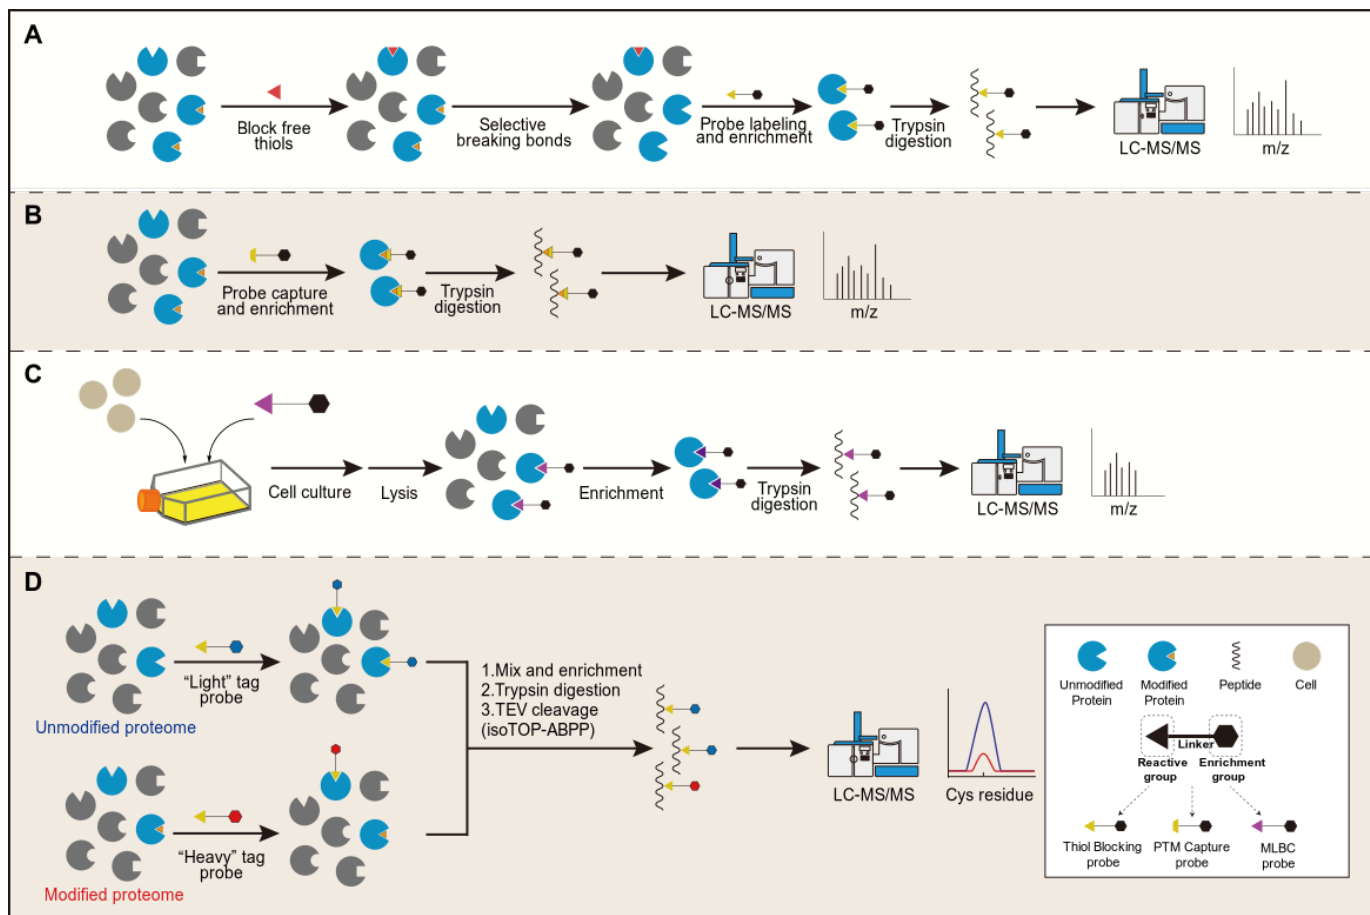 A
Block free
thiols
Selective
breaking bonds
Probe labeling
and enrichment
Trypsin
digestion
LC-MS/MS
m/z
B
Probe capture
and enrichment
Trypsin
digestion
LC-MS/MS
m/z
C
Cell culture
Lysis
Enrichment
Trypsin
digestion
LC-MS/MS
m/z
D
“Light” tag
probe
Unmodified proteome
“Heavy” tag
probe
Modified proteome
1.Mix and enrichment
2.Trypsin digestion
3.TEV cleavage
(isoTOP-ABPP)
LC-MS/MS
Cys residue
Unmodified
Protein
Modified
Protein
Peptide
Cell
Linker
Reactive
group
Enrichment
group
Thiol Blocking
probe
PTM Capture
probe
MLBC
probe